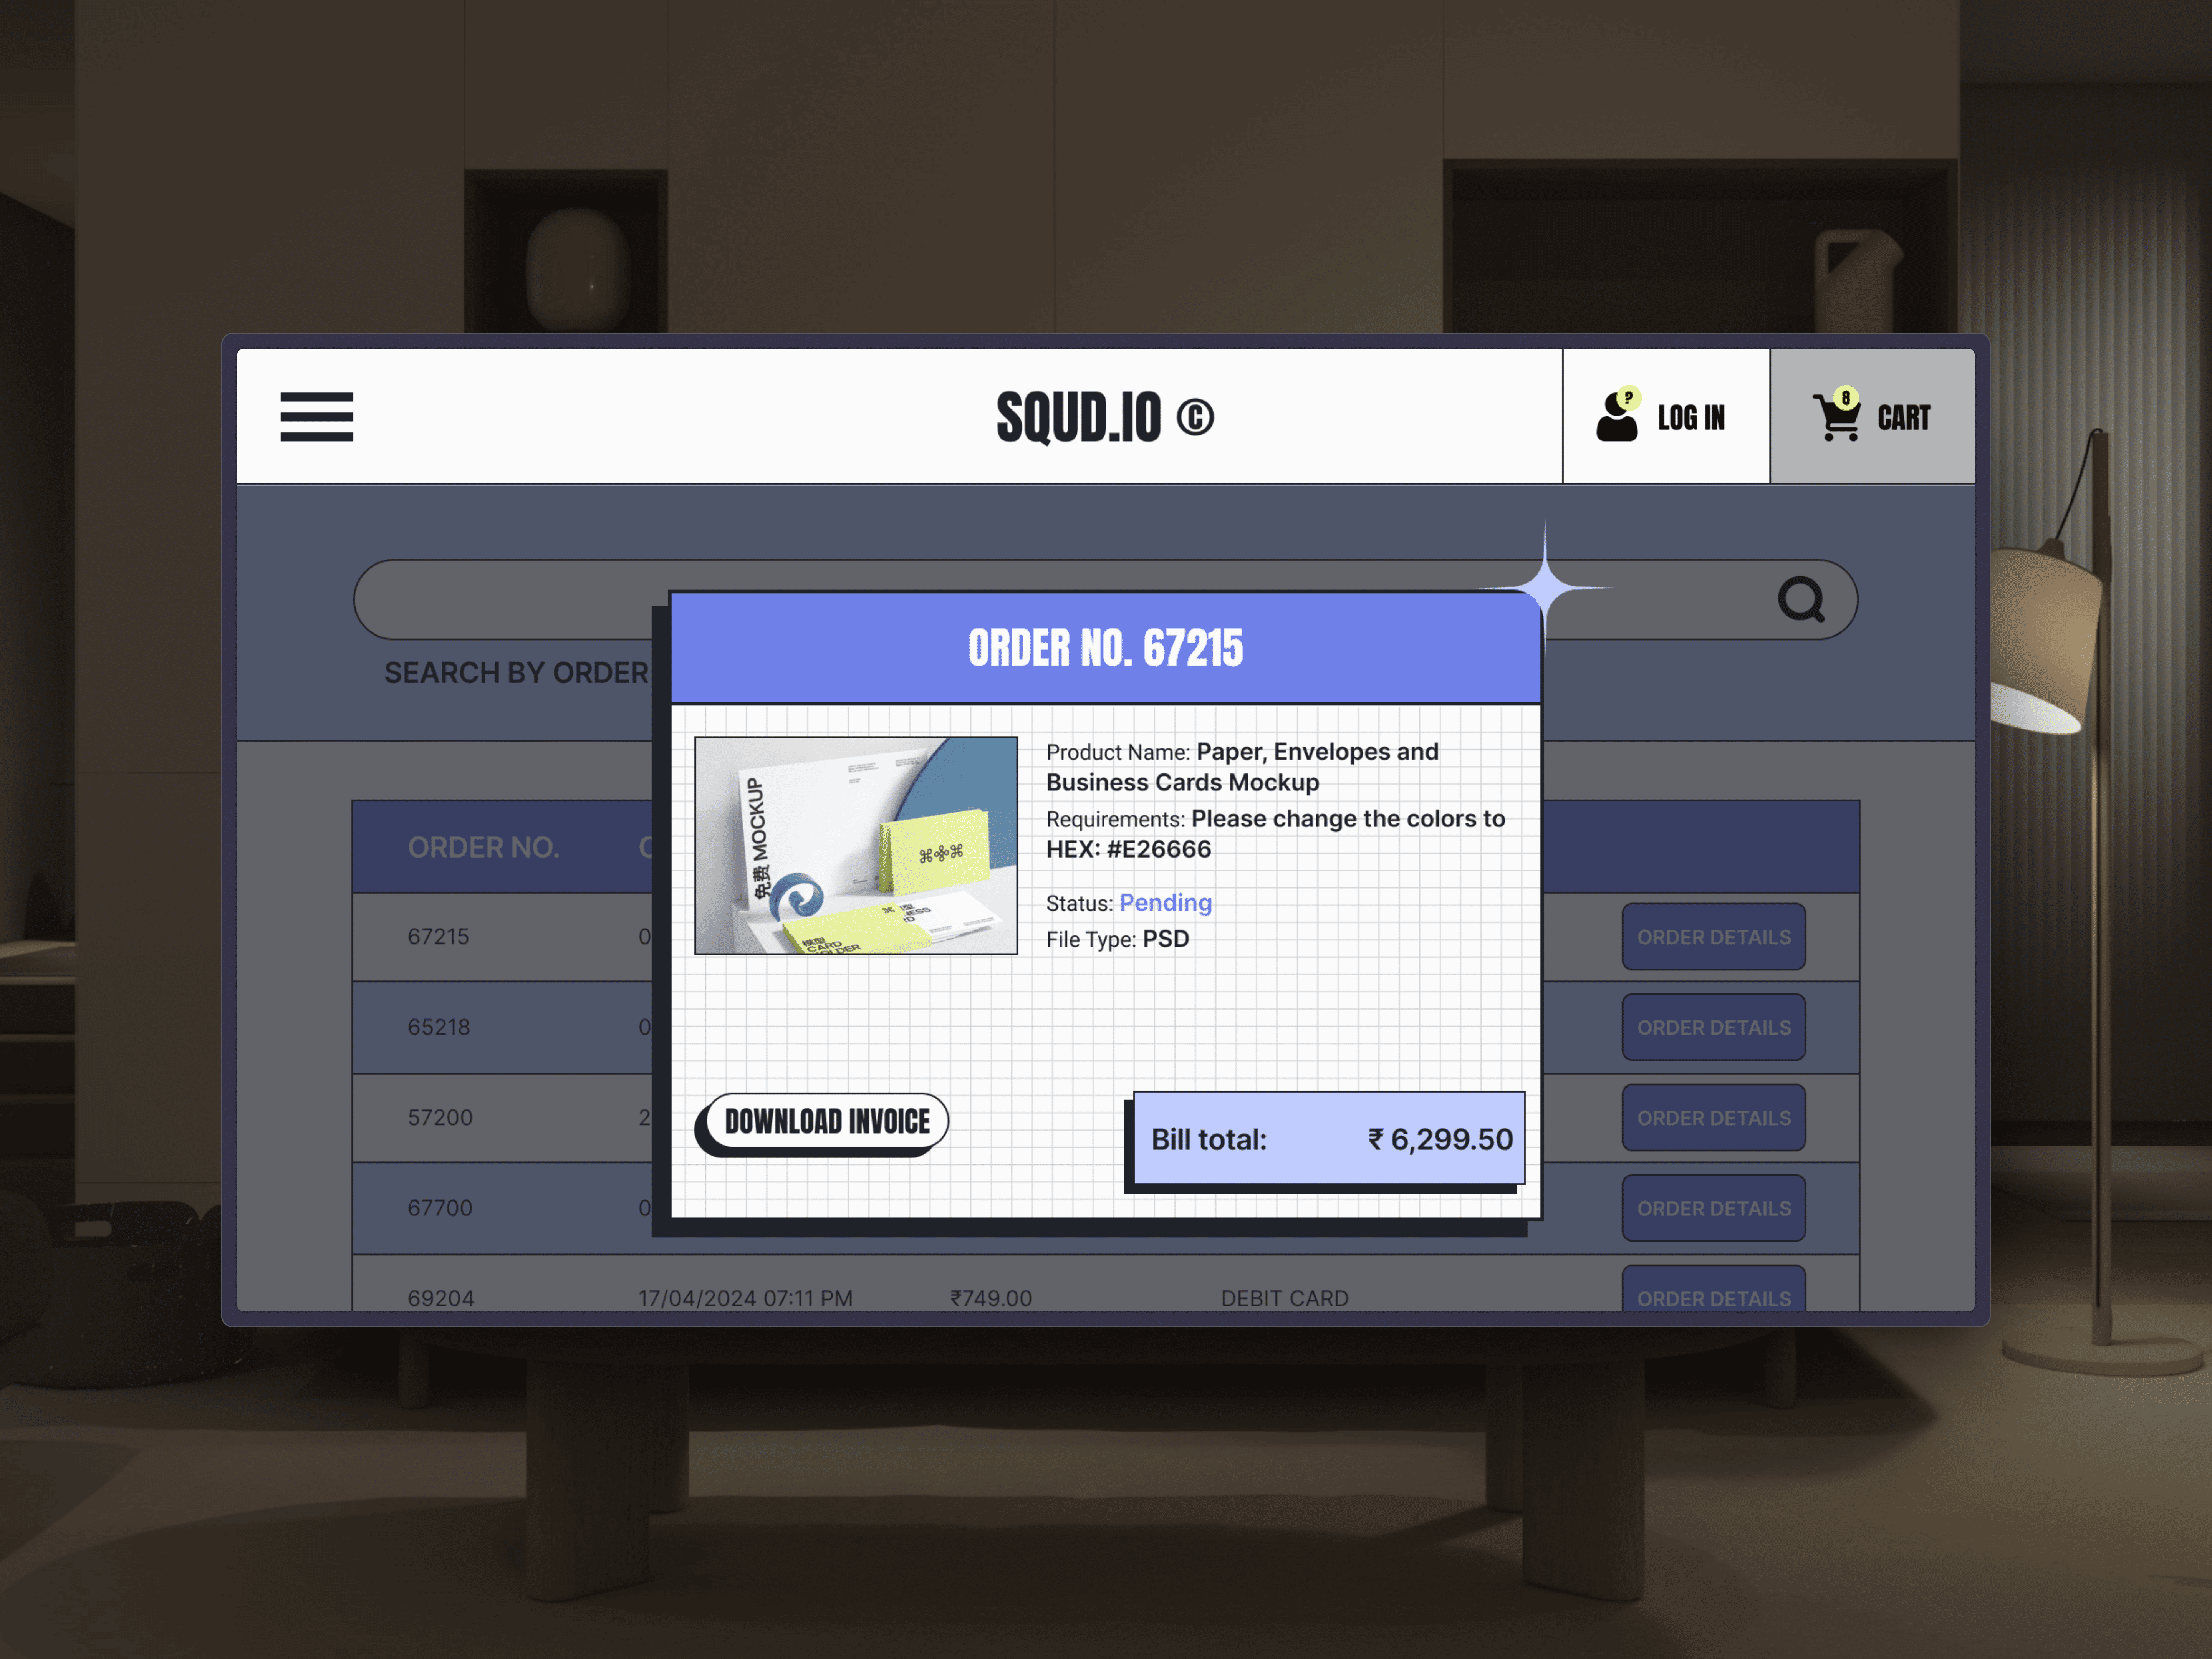 SQUD.IO ©
?
LOG IN
8
CART
SEARCH BY ORDER
ORDER NO. 67215
免费 MOCKUP
模型
CARD
Product Name: Paper, Envelopes and
Business Cards Mockup
Requirements: Please change the colors to
HEX: #E26666
Status: Pending
File Type: PSD
DOWNLOAD INVOICE
Bill total: ₹ 6,299.50
ORDER NO.
67215 0 ORDER DETAILS
65218 0 ORDER DETAILS
57200 2 ORDER DETAILS
67700 0 ORDER DETAILS
69204 17/04/2024 07:11 PM ₹749.00 DEBIT CARD ORDER DETAILS